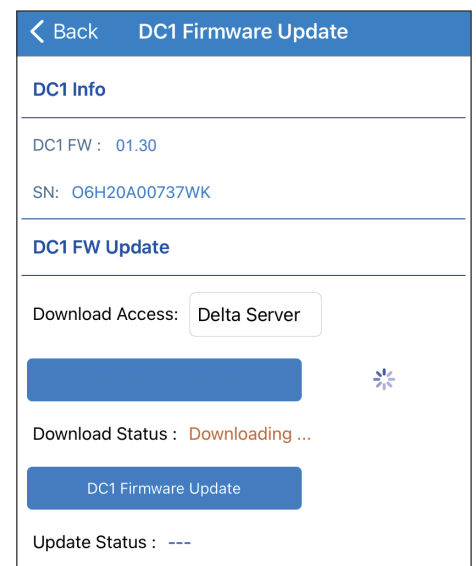 Back DC1 Firmware Update
DC1 Info
DC1 FW : 01.30
SN: O6H20A00737WK
DC1 FW Update
Download Access: Delta Server
Download Status : Downloading ...
DC1 Firmware Update
Update Status : ---